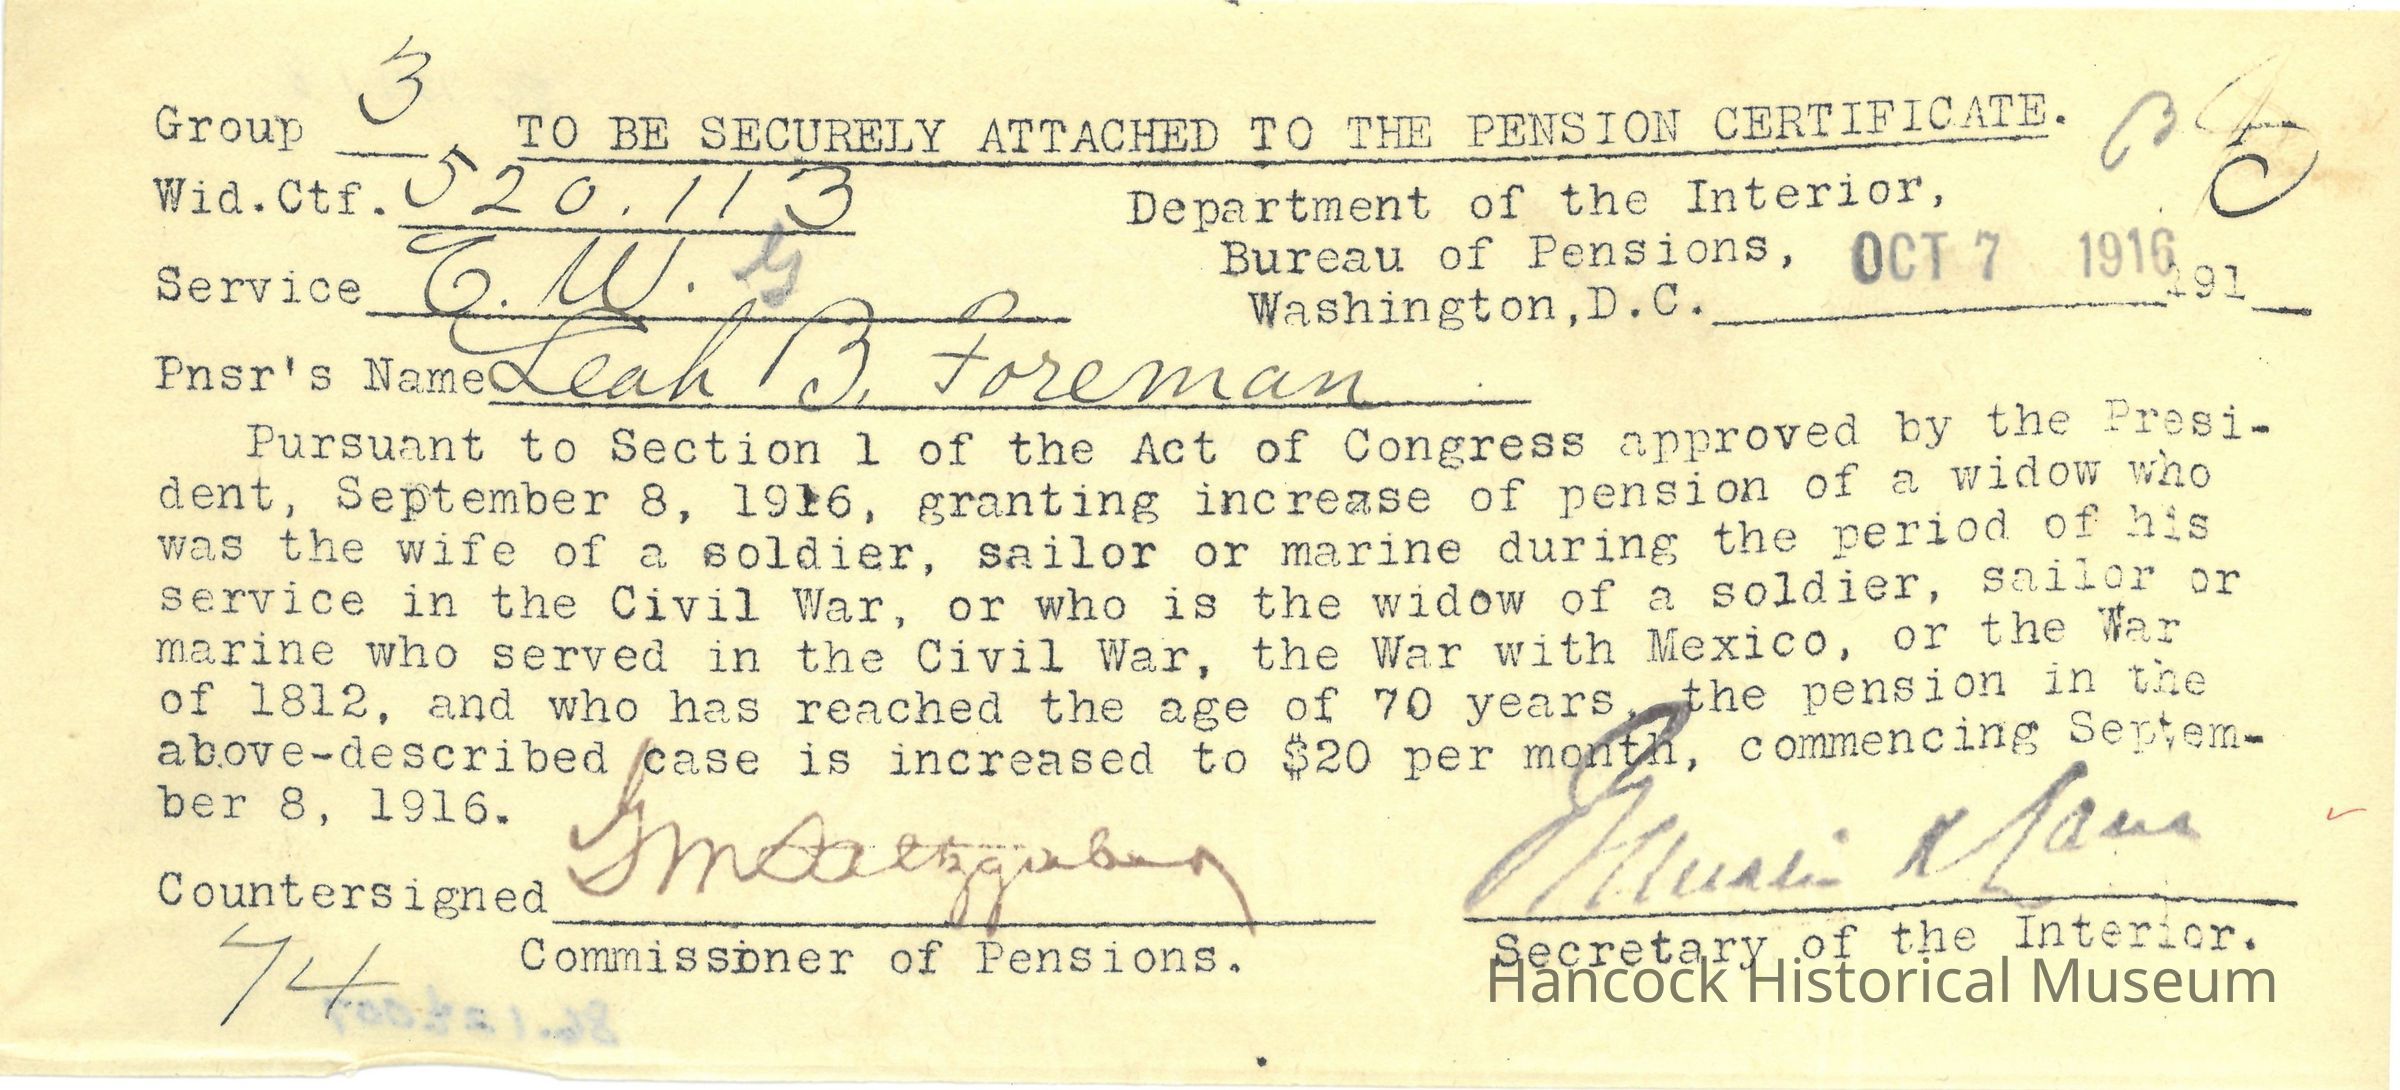 Group 3 TO BE SECURELY ATTACHED TO THE PENSION CERTIFICATE.
Wid.Ctf. 520.113
Department of the Interior,
Bureau of Pensions,
OCT 7 1916
Service C. W.
Washington,D.C. 191
Pnsr's Name Leah B. Foreman
Pursuant to Section 1 of the Act of Congress approved by the Presi-
dent, September 8, 1916, granting increase of pension of a widow who
was the wife of a soldier, sailor or marine during the period of his
service in the Civil War, or who is the widow of a soldier, sailor or
marine who served in the Civil War, the War with Mexico, or the War
of 1812, and who has reached the age of 70 years, the pension in the
above-described case is increased to $20 per month, commencing Septem-
ber 8, 1916.
Countersigned G M Saltzgaber
Commissioner of Pensions.
Secretary of the Interior.
74
Hancock Historical Museum